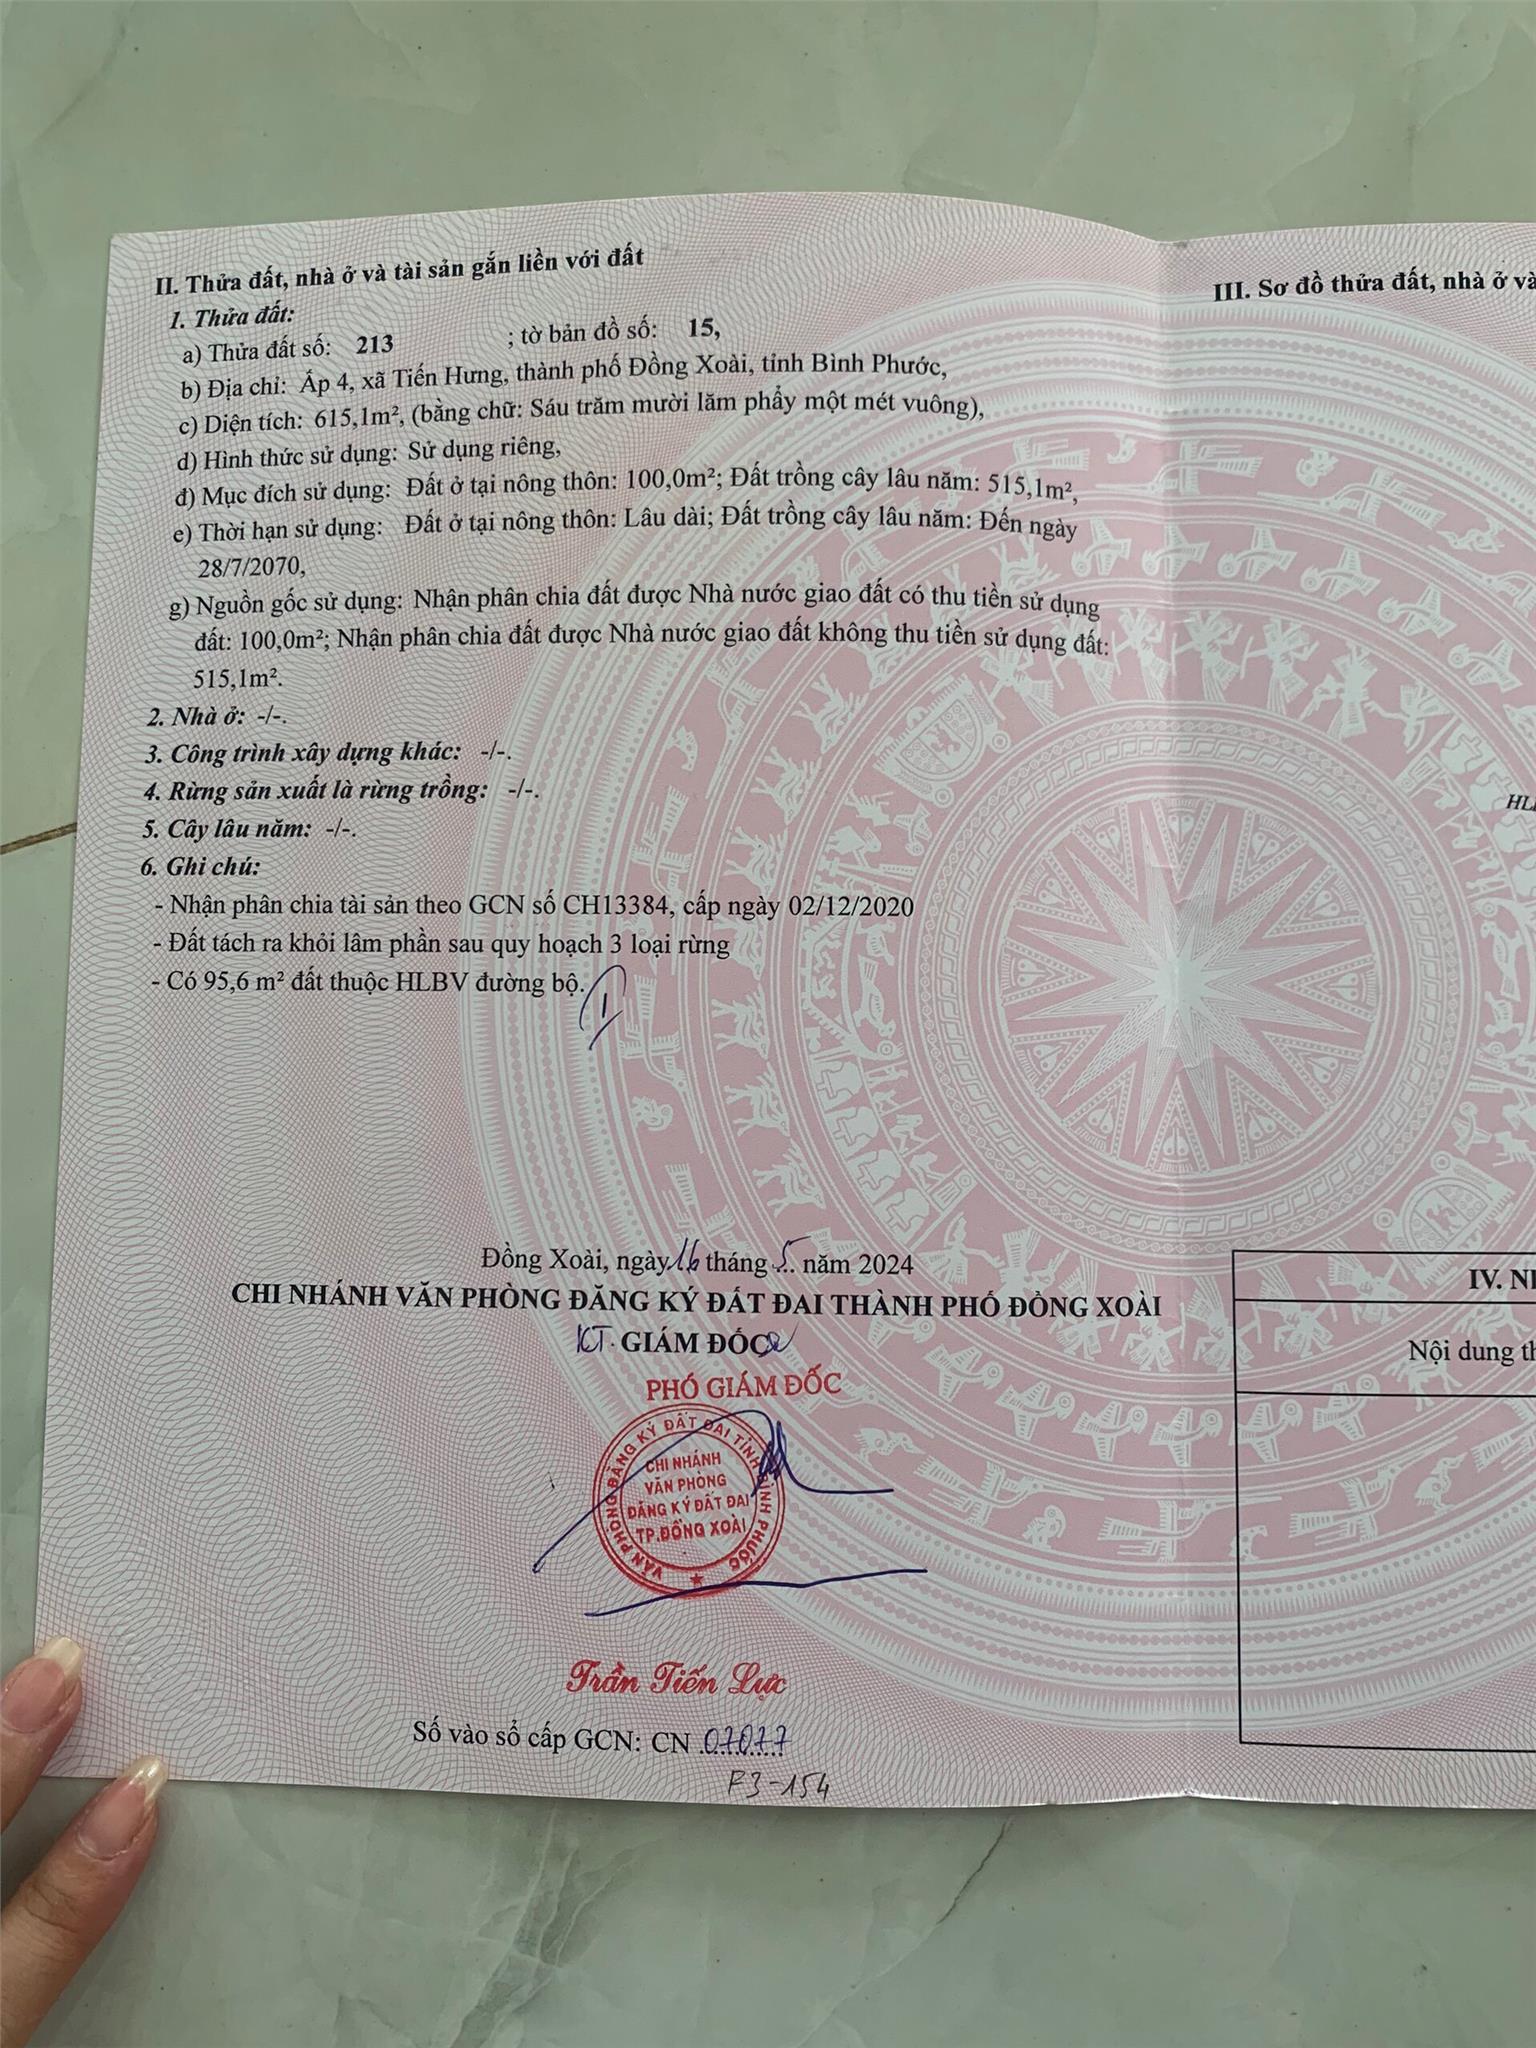 II. Thửa đất, nhà ở và tài sản gắn liền với đất
1. Thửa đất:
a) Thửa đất số: 213 ; tờ bản đồ số: 15,
b) Địa chỉ: Ấp 4, xã Tiến Hưng, thành phố Đồng Xoài, tỉnh Bình Phước,
c) Diện tích: 615,1m², (bằng chữ: Sáu trăm mười lăm phẩy một mét vuông),
d) Hình thức sử dụng: Sử dụng riêng,
đ) Mục đích sử dụng: Đất ở tại nông thôn: 100,0m²; Đất trồng cây lâu năm: 515,1m²,
e) Thời hạn sử dụng: Đất ở tại nông thôn: Lâu dài; Đất trồng cây lâu năm: Đến ngày
28/7/2070,
g) Nguồn gốc sử dụng: Nhận phân chia đất được Nhà nước giao đất có thu tiền sử dụng
đất: 100,0m²; Nhận phân chia đất được Nhà nước giao đất không thu tiền sử dụng đất:
515,1m².
2. Nhà ở: -/-.
3. Công trình xây dựng khác: -/-.
4. Rừng sản xuất là rừng trồng: -/-.
5. Cây lâu năm: -/-.
6. Ghi chú:
- Nhận phân chia tài sản theo GCN số CH13384, cấp ngày 02/12/2020
- Đất tách ra khỏi lâm phần sau quy hoạch 3 loại rừng
- Có 95,6 m² đất thuộc HLBV đường bộ.
Đồng Xoài, ngày 16 tháng 5 năm 2024
CHI NHÁNH VĂN PHÒNG ĐĂNG KÝ ĐẤT ĐAI THÀNH PHỐ ĐỒNG XOÀI
KT. GIÁM ĐỐC
PHÓ GIÁM ĐỐC
VĂN PHÒNG ĐĂNG KÝ ĐẤT ĐAI TỈNH BÌNH PHƯỚC
CHI NHÁNH
VĂN PHÒNG
ĐĂNG KÝ ĐẤT ĐAI
TP.ĐỒNG XOÀI
Trần Tiến Lực
Số vào sổ cấp GCN: CN 07077
F3-154
III. Sơ đồ thửa đất, nhà ở và
HL
IV. N
Nội dung th